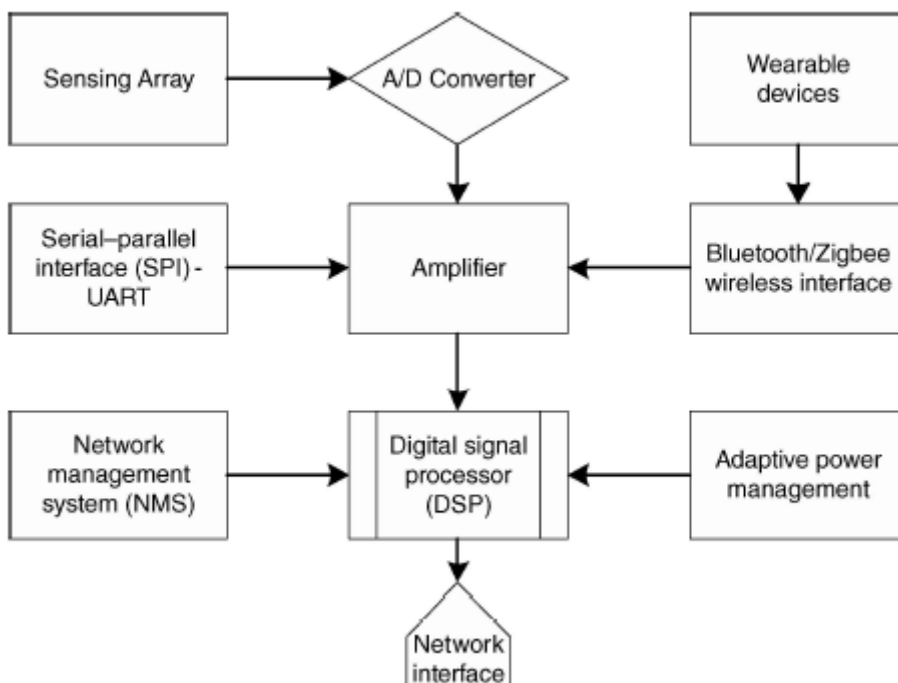 Sensing Array
A/D Converter
Wearable
devices
Serial–parallel
interface (SPI) -
UART
Amplifier
Bluetooth/Zigbee
wireless interface
Network
management
system (NMS)
Digital signal
processor
(DSP)
Adaptive power
management
Network
interface